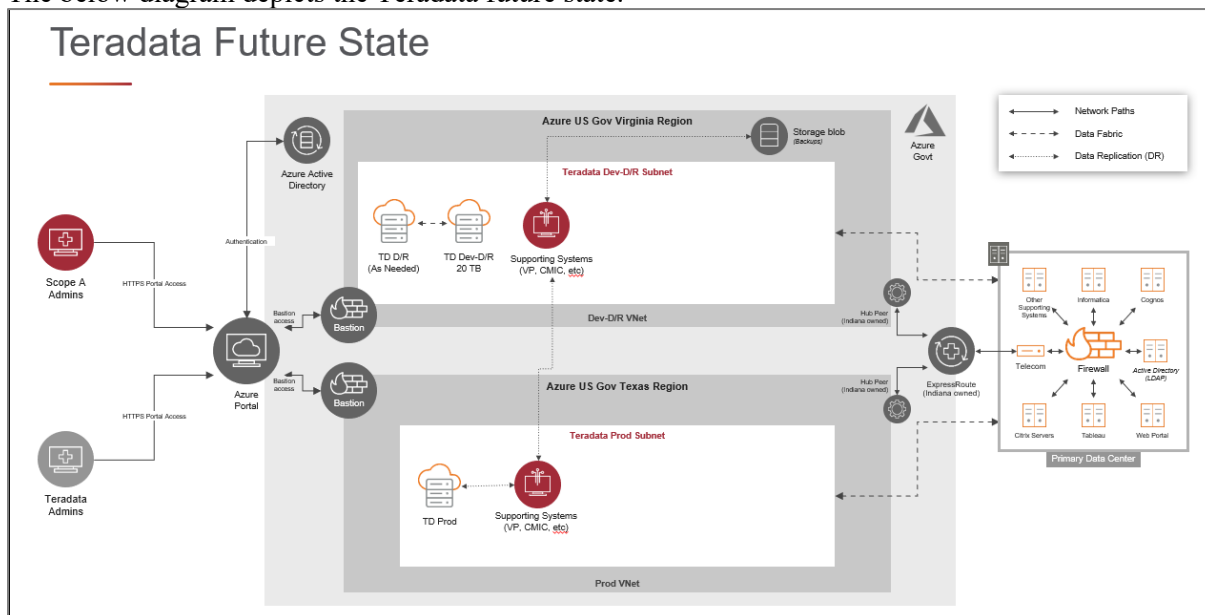 The below diagram depicts the Teradata future state.
Teradata Future State
Network Paths
Data Fabric
Data Replication (DR)
Azure US Gov Virginia Region
Storage blob
(Backups)
Azure
Govt
Azure Active
Directory
Teradata Dev-D/R Subnet
TD D/R
(As Needed)
TD Dev-D/R
20 TB
Supporting Systems
(VP, CMIC, etc)
Authentication
Scope A
Admins
HTTPS Portal Access
Bastion
access
Bastion
Dev-D/R VNet
Hub Peer
(Indiana owned)
Azure
Portal
Bastion
access
Bastion
Azure US Gov Texas Region
Hub Peer
(Indiana owned)
ExpressRoute
(Indiana owned)
Other
Supporting
Systems
Informatica
Cognos
Telecom
Firewall
Active Directory
(LDAP)
Citrix Servers
Tableau
Web Portal
Primary Data Center
HTTPS Portal Access
Teradata
Admins
Teradata Prod Subnet
TD Prod
Supporting Systems
(VP, CMIC, etc)
Prod VNet